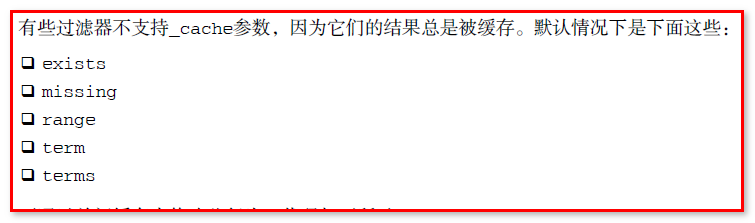 有些过滤器不支持_cache参数，因为它们的结果总是被缓存。默认情况下是下面这些：
❑ exists
❑ missing
❑ range
❑ term
❑ terms